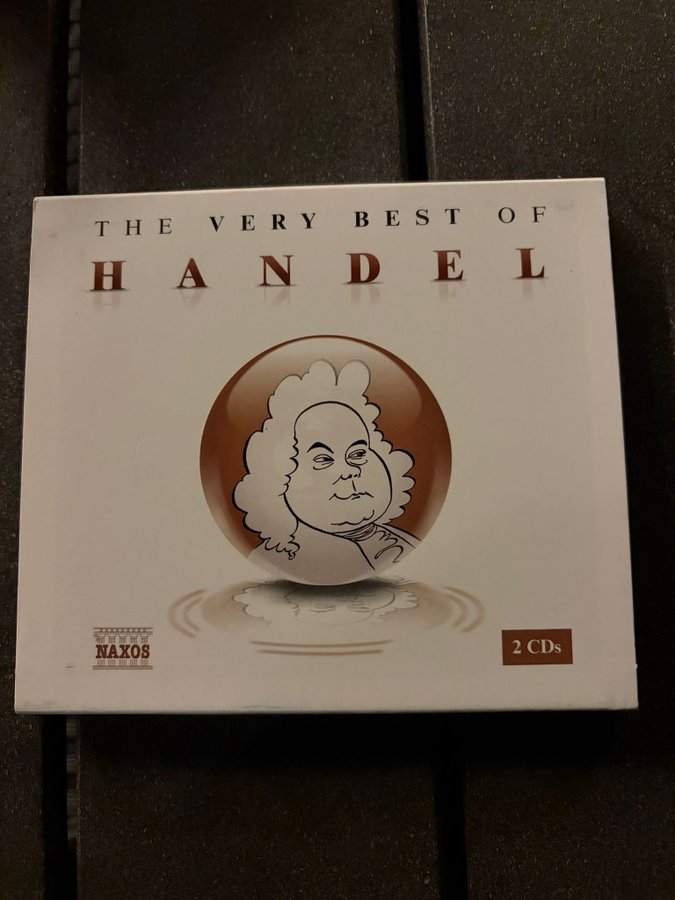 THE VERY BEST OF
HANDEL
NAXOS
2 CDs